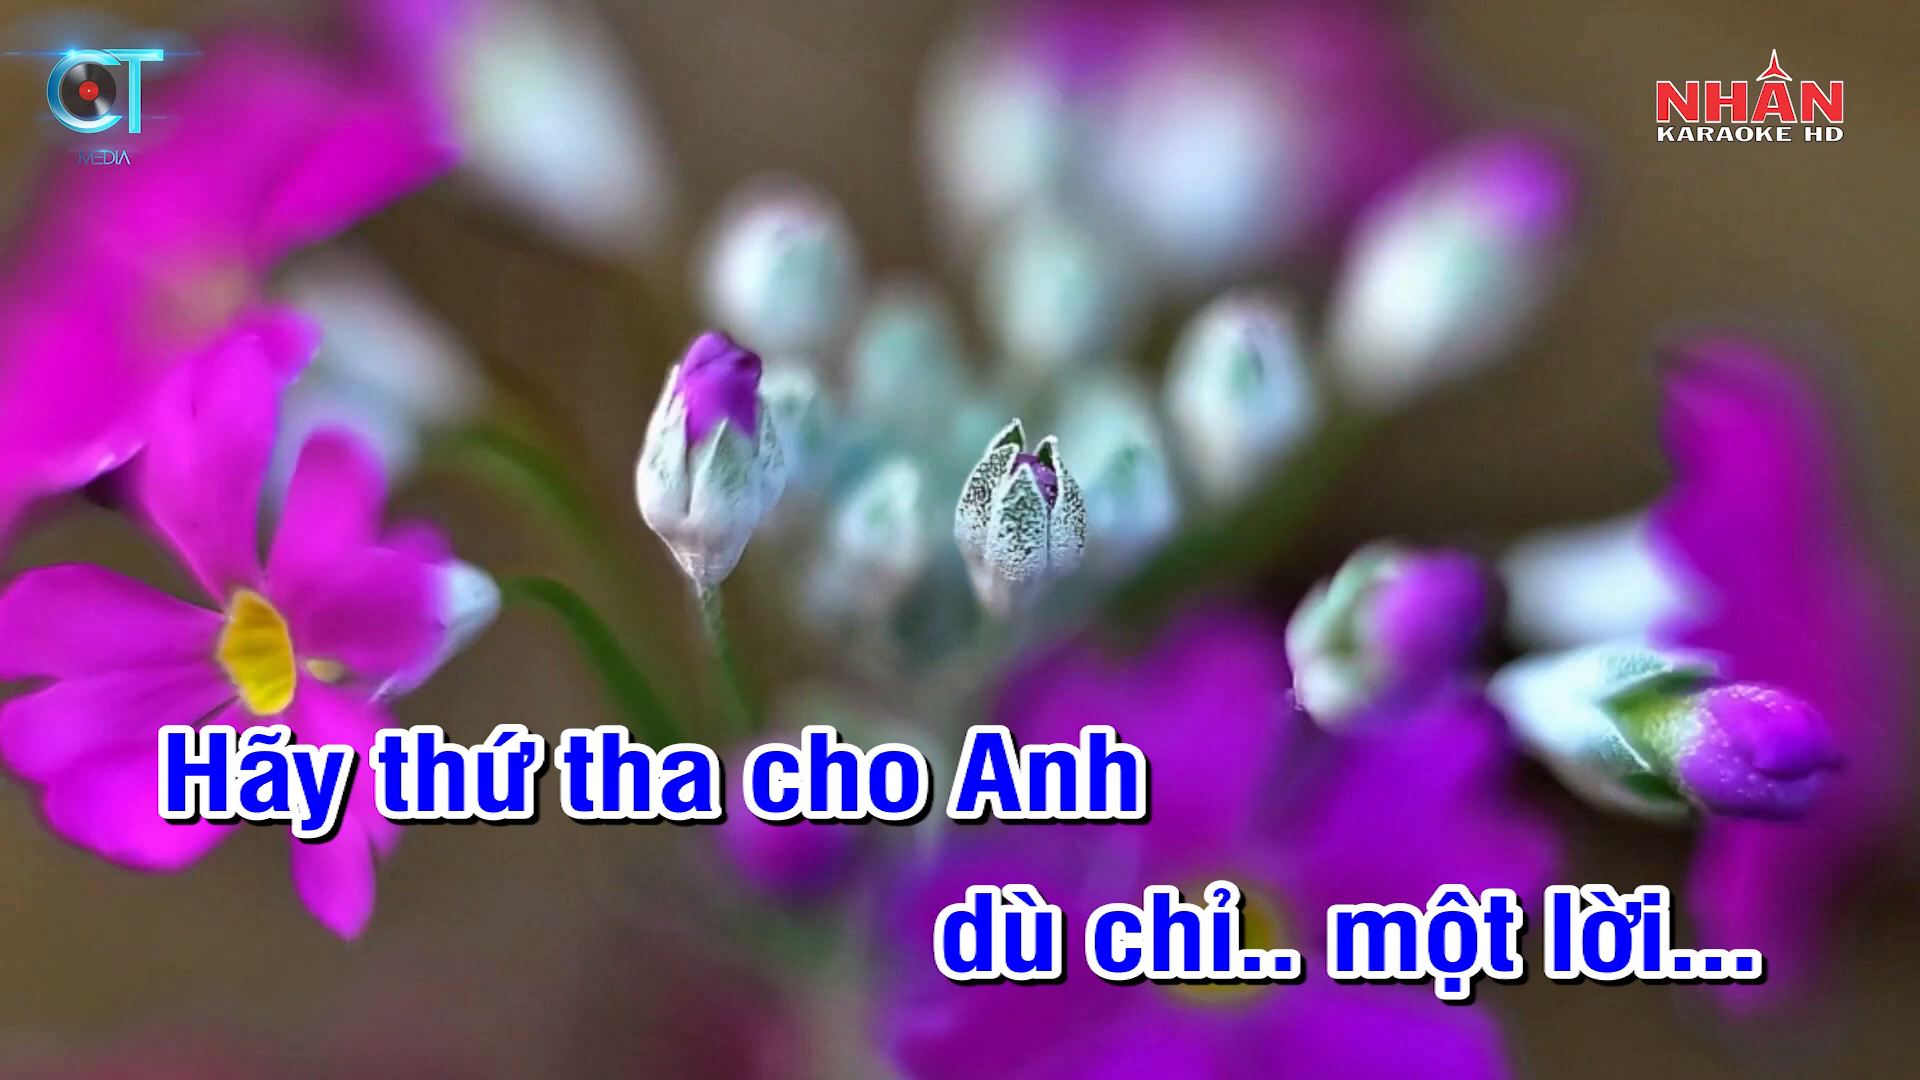 CT
MEDIA
NHÂN
KARAOKE HD
Hãy thứ tha cho Anh
dù chỉ.. một lời...